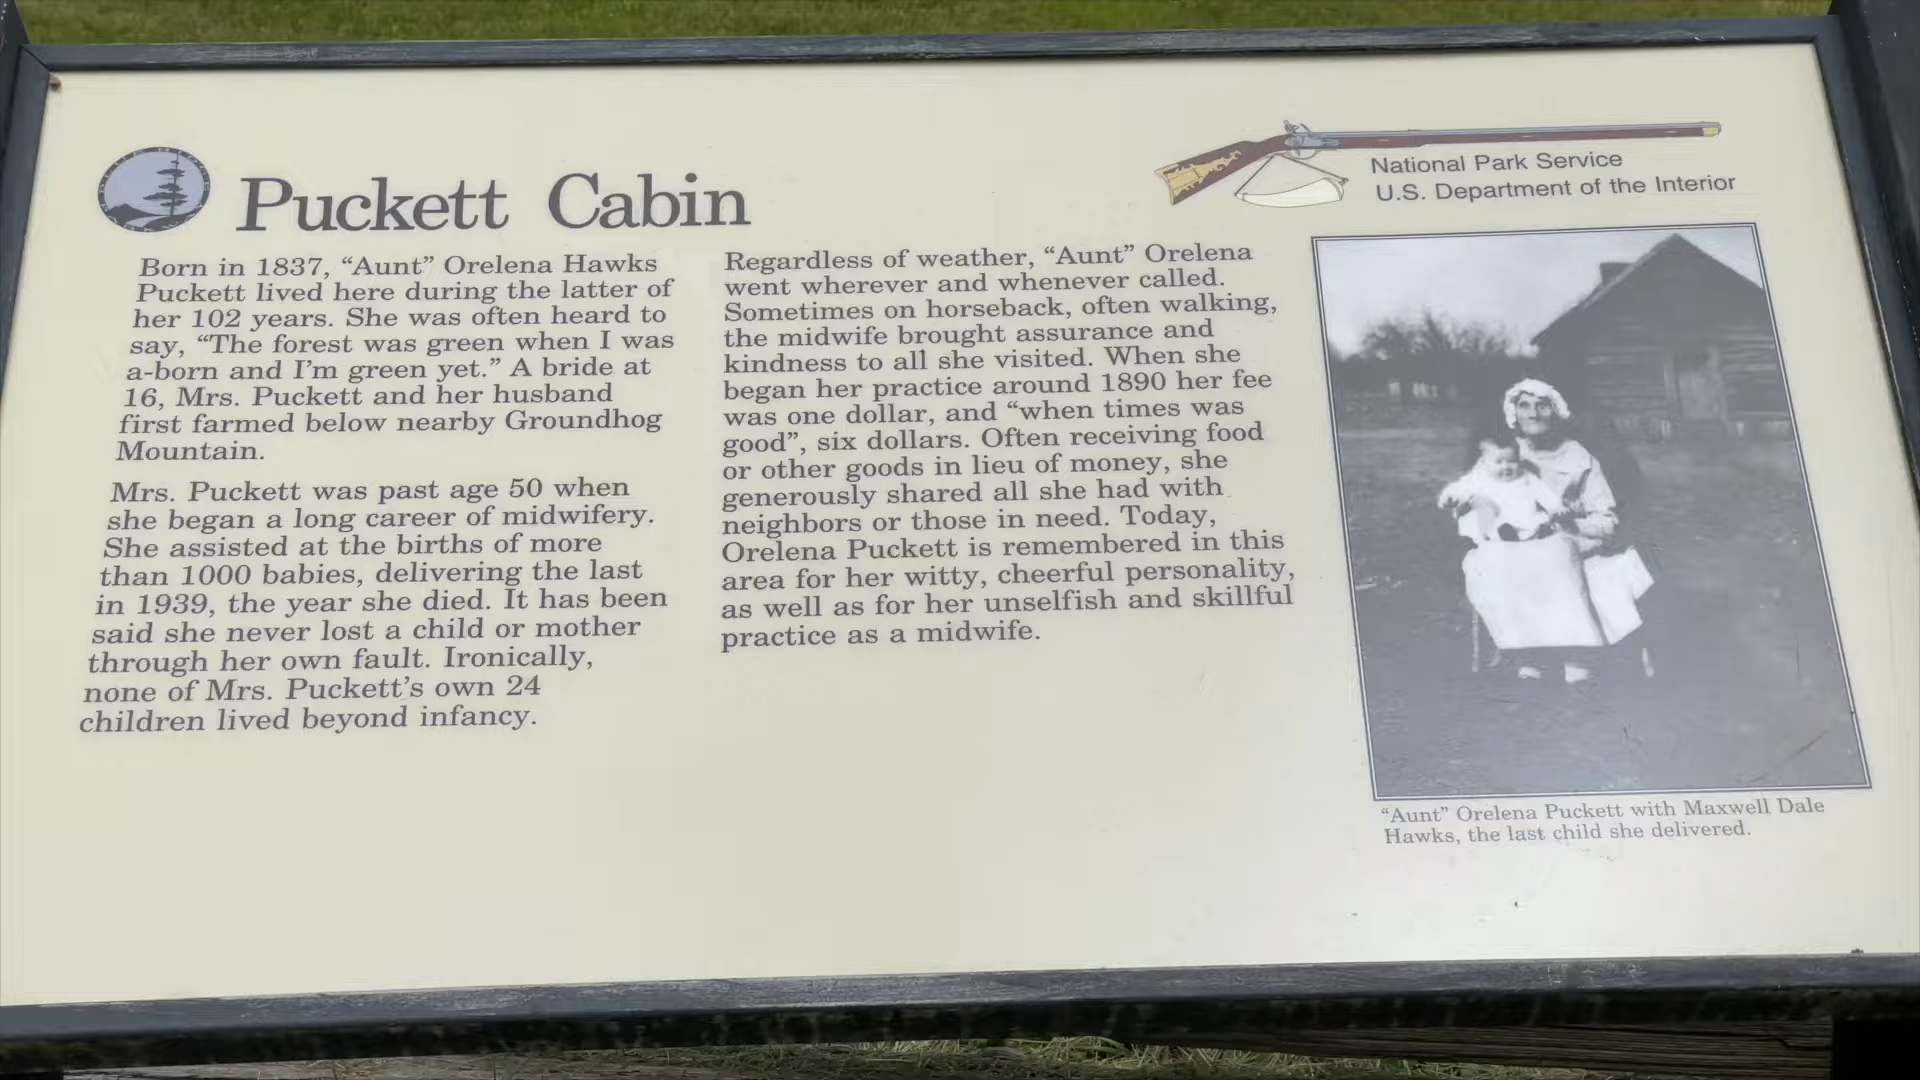 Puckett Cabin
Born in 1837, “Aunt” Orelena Hawks
Puckett lived here during the latter of
her 102 years. She was often heard to
say, “The forest was green when I was
a-born and I’m green yet.” A bride at
16, Mrs. Puckett and her husband
first farmed below nearby Groundhog
Mountain.
Mrs. Puckett was past age 50 when
she began a long career of midwifery.
She assisted at the births of more
than 1000 babies, delivering the last
in 1939, the year she died. It has been
said she never lost a child or mother
through her own fault. Ironically,
none of Mrs. Puckett’s own 24
children lived beyond infancy.
Regardless of weather, “Aunt” Orelena
went wherever and whenever called.
Sometimes on horseback, often walking,
the midwife brought assurance and
kindness to all she visited. When she
began her practice around 1890 her fee
was one dollar, and “when times was
good”, six dollars. Often receiving food
or other goods in lieu of money, she
generously shared all she had with
neighbors or those in need. Today,
Orelena Puckett is remembered in this
area for her witty, cheerful personality,
as well as for her unselfish and skillful
practice as a midwife.
National Park Service
U.S. Department of the Interior
“Aunt” Orelena Puckett with Maxwell Dale
Hawks, the last child she delivered.